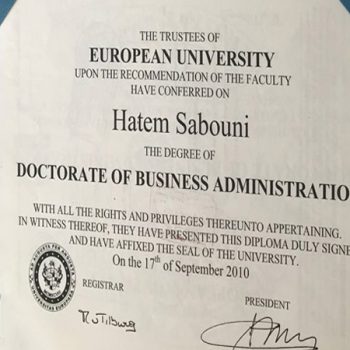 THE TRUSTEES OF
EUROPEAN UNIVERSITY
UPON THE RECOMMENDATION OF THE FACULTY
HAVE CONFERRED ON
Hatem Sabouni
THE DEGREE OF
DOCTORATE OF BUSINESS ADMINISTRATIO
WITH ALL THE RIGHTS AND PRIVILEGES THEREUNTO APPERTAINING.
IN WITNESS THEREOF, THEY HAVE PRESENTED THIS DIPLOMA DULY SIGNE
AND HAVE AFFIXED THE SEAL OF THE UNIVERSITY.
On the 17th of September 2010
REGISTRAR
PRESIDENT